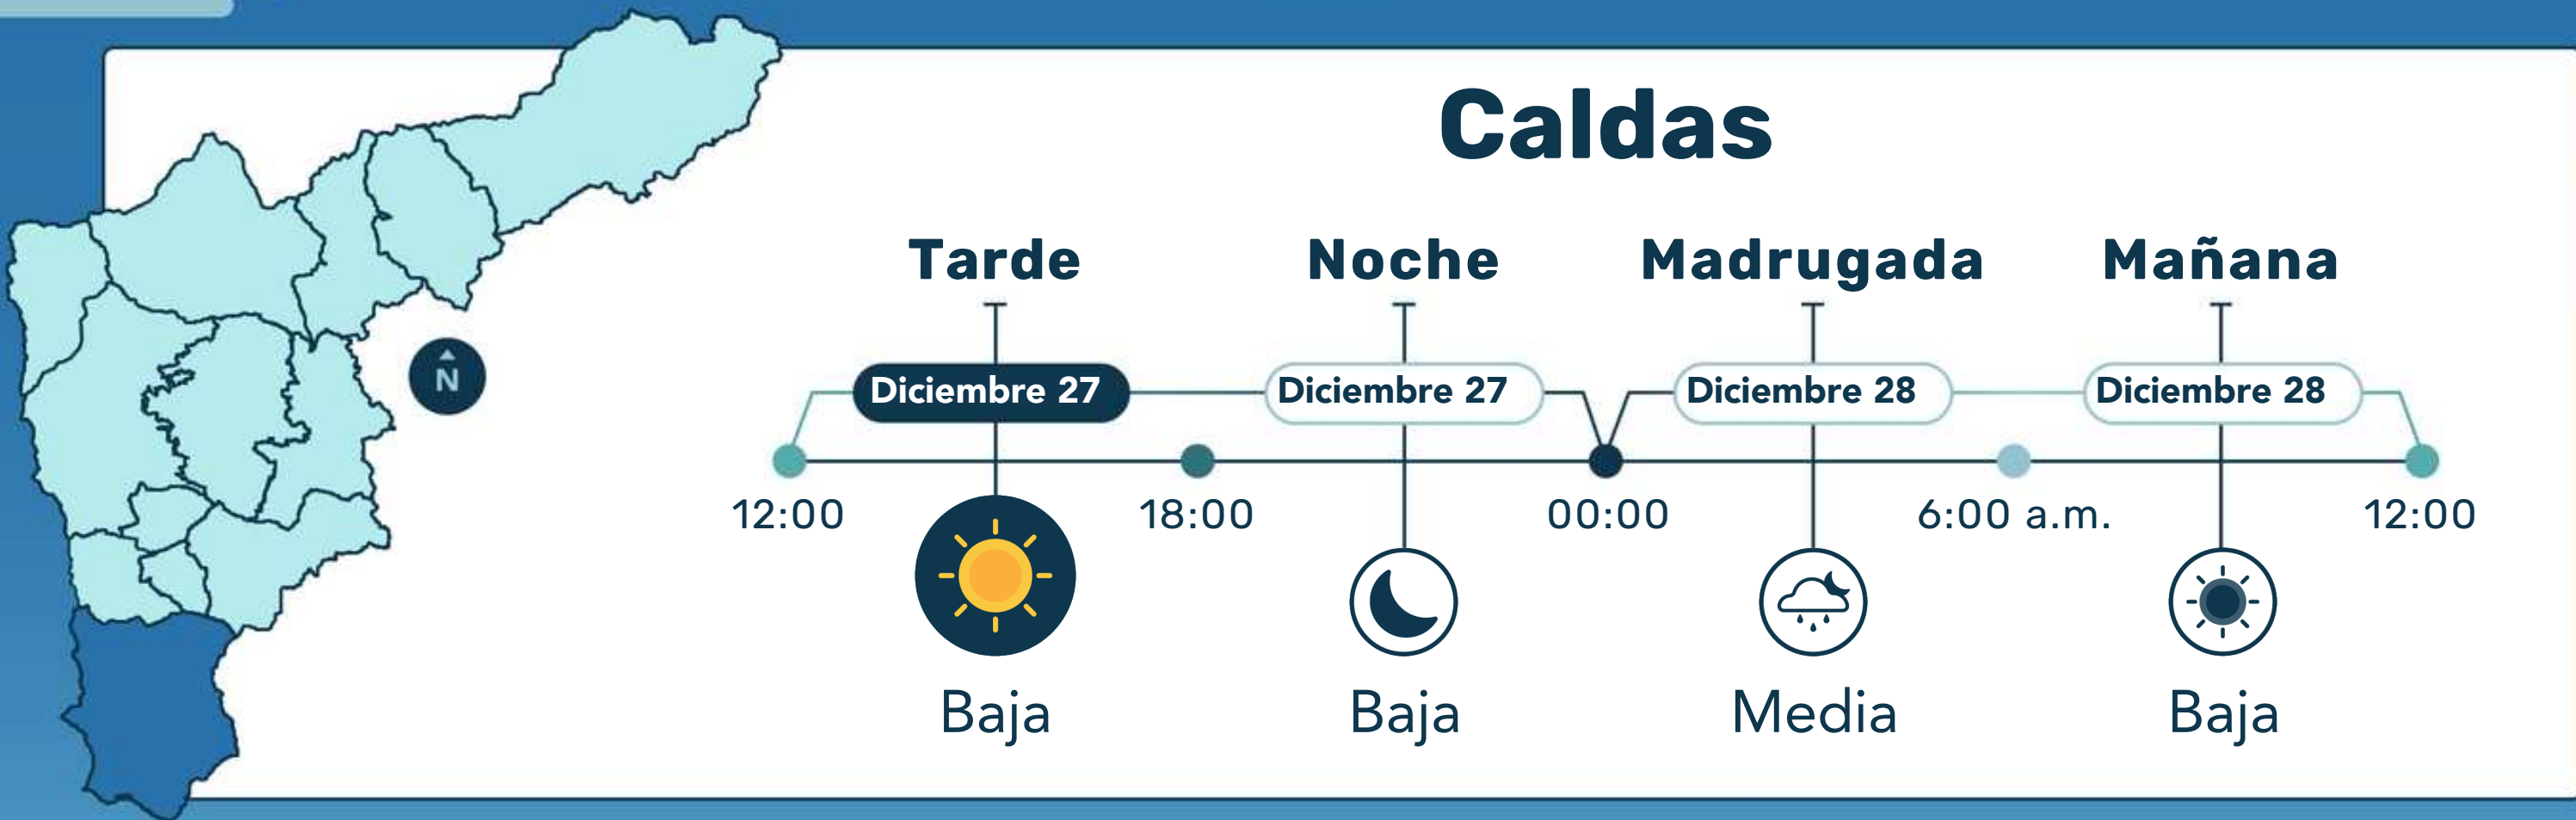 Caldas
Tarde Noche Madrugada Mañana
Diciembre 27 Diciembre 27 Diciembre 28 Diciembre 28
N
12:00 18:00 00:00 6:00 a.m. 12:00
Baja Baja Media Baja